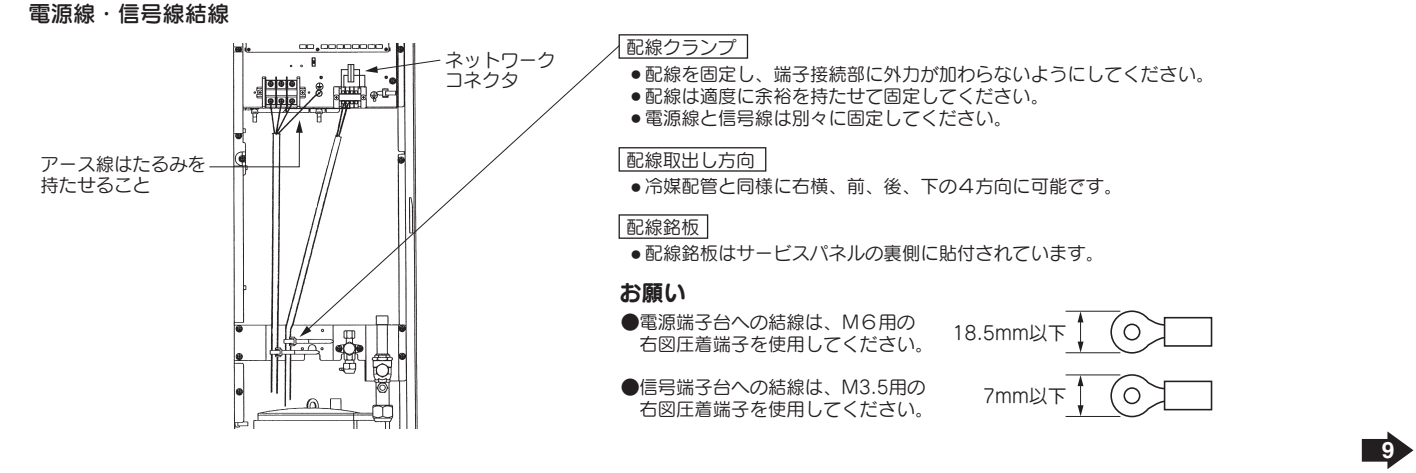 電源線・信号線結線
ネットワーク
コネクタ
アース線はたるみを
持たせること
配線クランプ
●配線を固定し、端子接続部に外力が加わらないようにしてください。
●配線は適度に余裕を持たせて固定してください。
●電源線と信号線は別々に固定してください。
配線取出し方向
●冷媒配管と同様に右横、前、後、下の4方向に可能です。
配線銘板
●配線銘板はサービスパネルの裏側に貼付されています。
お願い
●電源端子台への結線は、M6用の
右図圧着端子を使用してください。
18.5mm以下
●信号端子台への結線は、M3.5用の
右図圧着端子を使用してください。
7mm以下
9